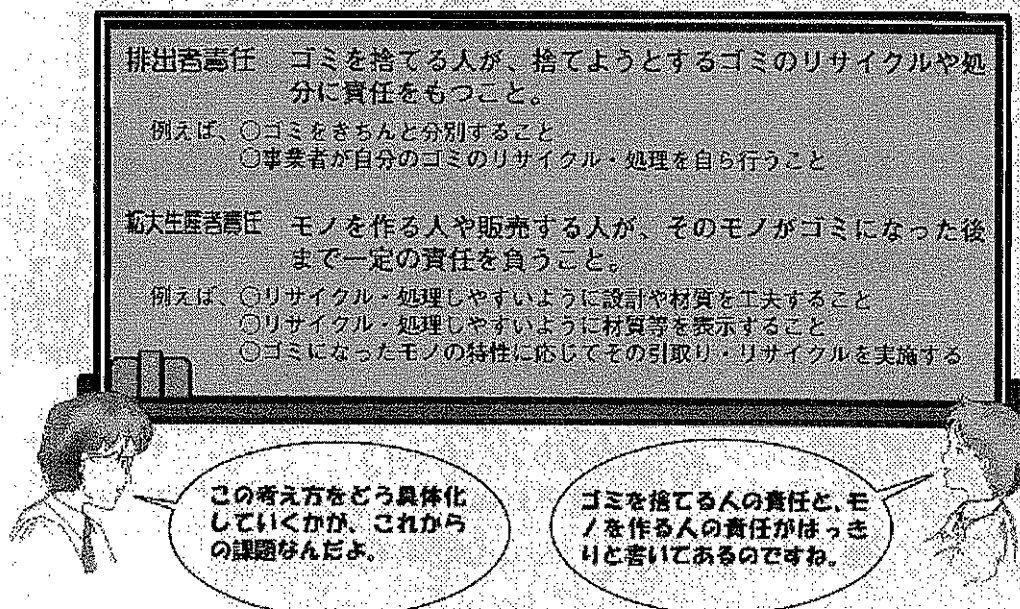 排出者責任 ゴミを捨てる人が、捨てようとするゴミのリサイクルや処
分に責任をもつこと。
例えば、○ゴミをきちんと分別すること
○事業者が自分のゴミのリサイクル・処理を自ら行うこと
拡大生産者責任 モノを作る人や販売する人が、そのモノがゴミになった後
まで一定の責任を負うこと。
例えば、○リサイクル・処理しやすいように設計や材質を工夫すること
○リサイクル・処理しやすいように材質等を表示すること
○ゴミになったモノの特性に応じてその引取り・リサイクルを実施する
この考え方をどう具体化
していくかが、これから
の課題なんだよ。
ゴミを捨てる人の責任と、モ
ノを作る人の責任がはっき
りと書いてあるのですね。